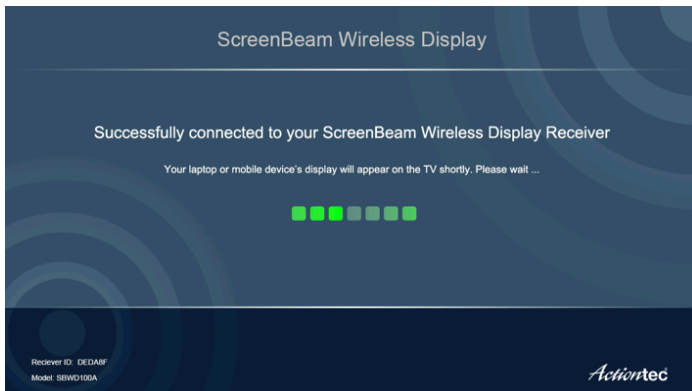 ScreenBeam Wireless Display
Successfully connected to your ScreenBeam Wireless Display Receiver
Your laptop or mobile device's display will appear on the TV shortly. Please wait ...
Reciever ID: DEDA8F
Model: SBWD100A
Actiontec